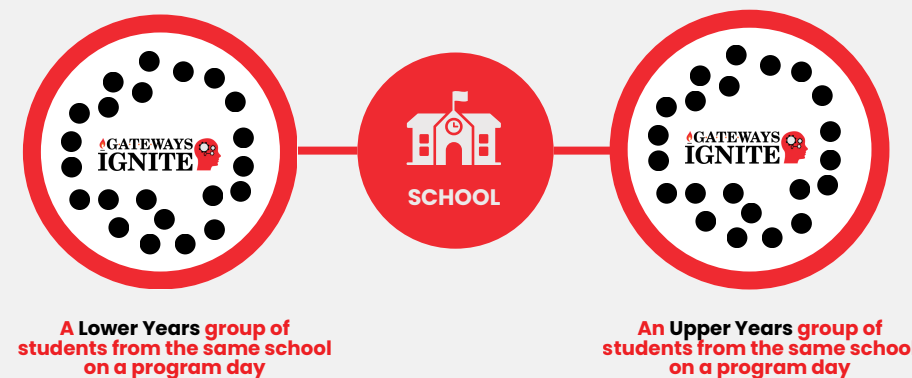 GATEWAYS
IGNITE
SCHOOL
GATEWAYS
IGNITE
A Lower Years group of
students from the same school
on a program day
An Upper Years group of
students from the same schoo
on a program day